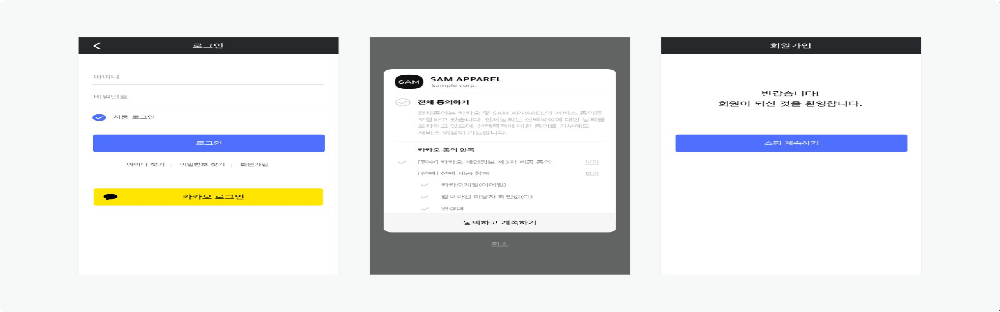 로그인
아이디
비밀번호
자동 로그인
로그인
아이디 찾기
비밀번호 찾기
회원가입
카카오 로그인
SAM
SAM APPAREL
Sample corp.
전체 동의하기
전체동의는 카카오 및 SAM APPAREL의 서비스 동의를
포함하고 있습니다. 전체동의는 선택목적에 대한 동의를
포함하고 있으며, 선택목적에 대한 동의를 거부해도
서비스 이용이 가능합니다.
카카오 동의 항목
[필수] 카카오 개인정보 제3자 제공 동의 보기
[선택] 선택 제공 항목 보기
카카오계정(이메일)
암호화된 이용자 확인값(CI)
연령대
동의하고 계속하기
취소
회원가입
반갑습니다!
회원이 되신 것을 환영합니다.
쇼핑 계속하기